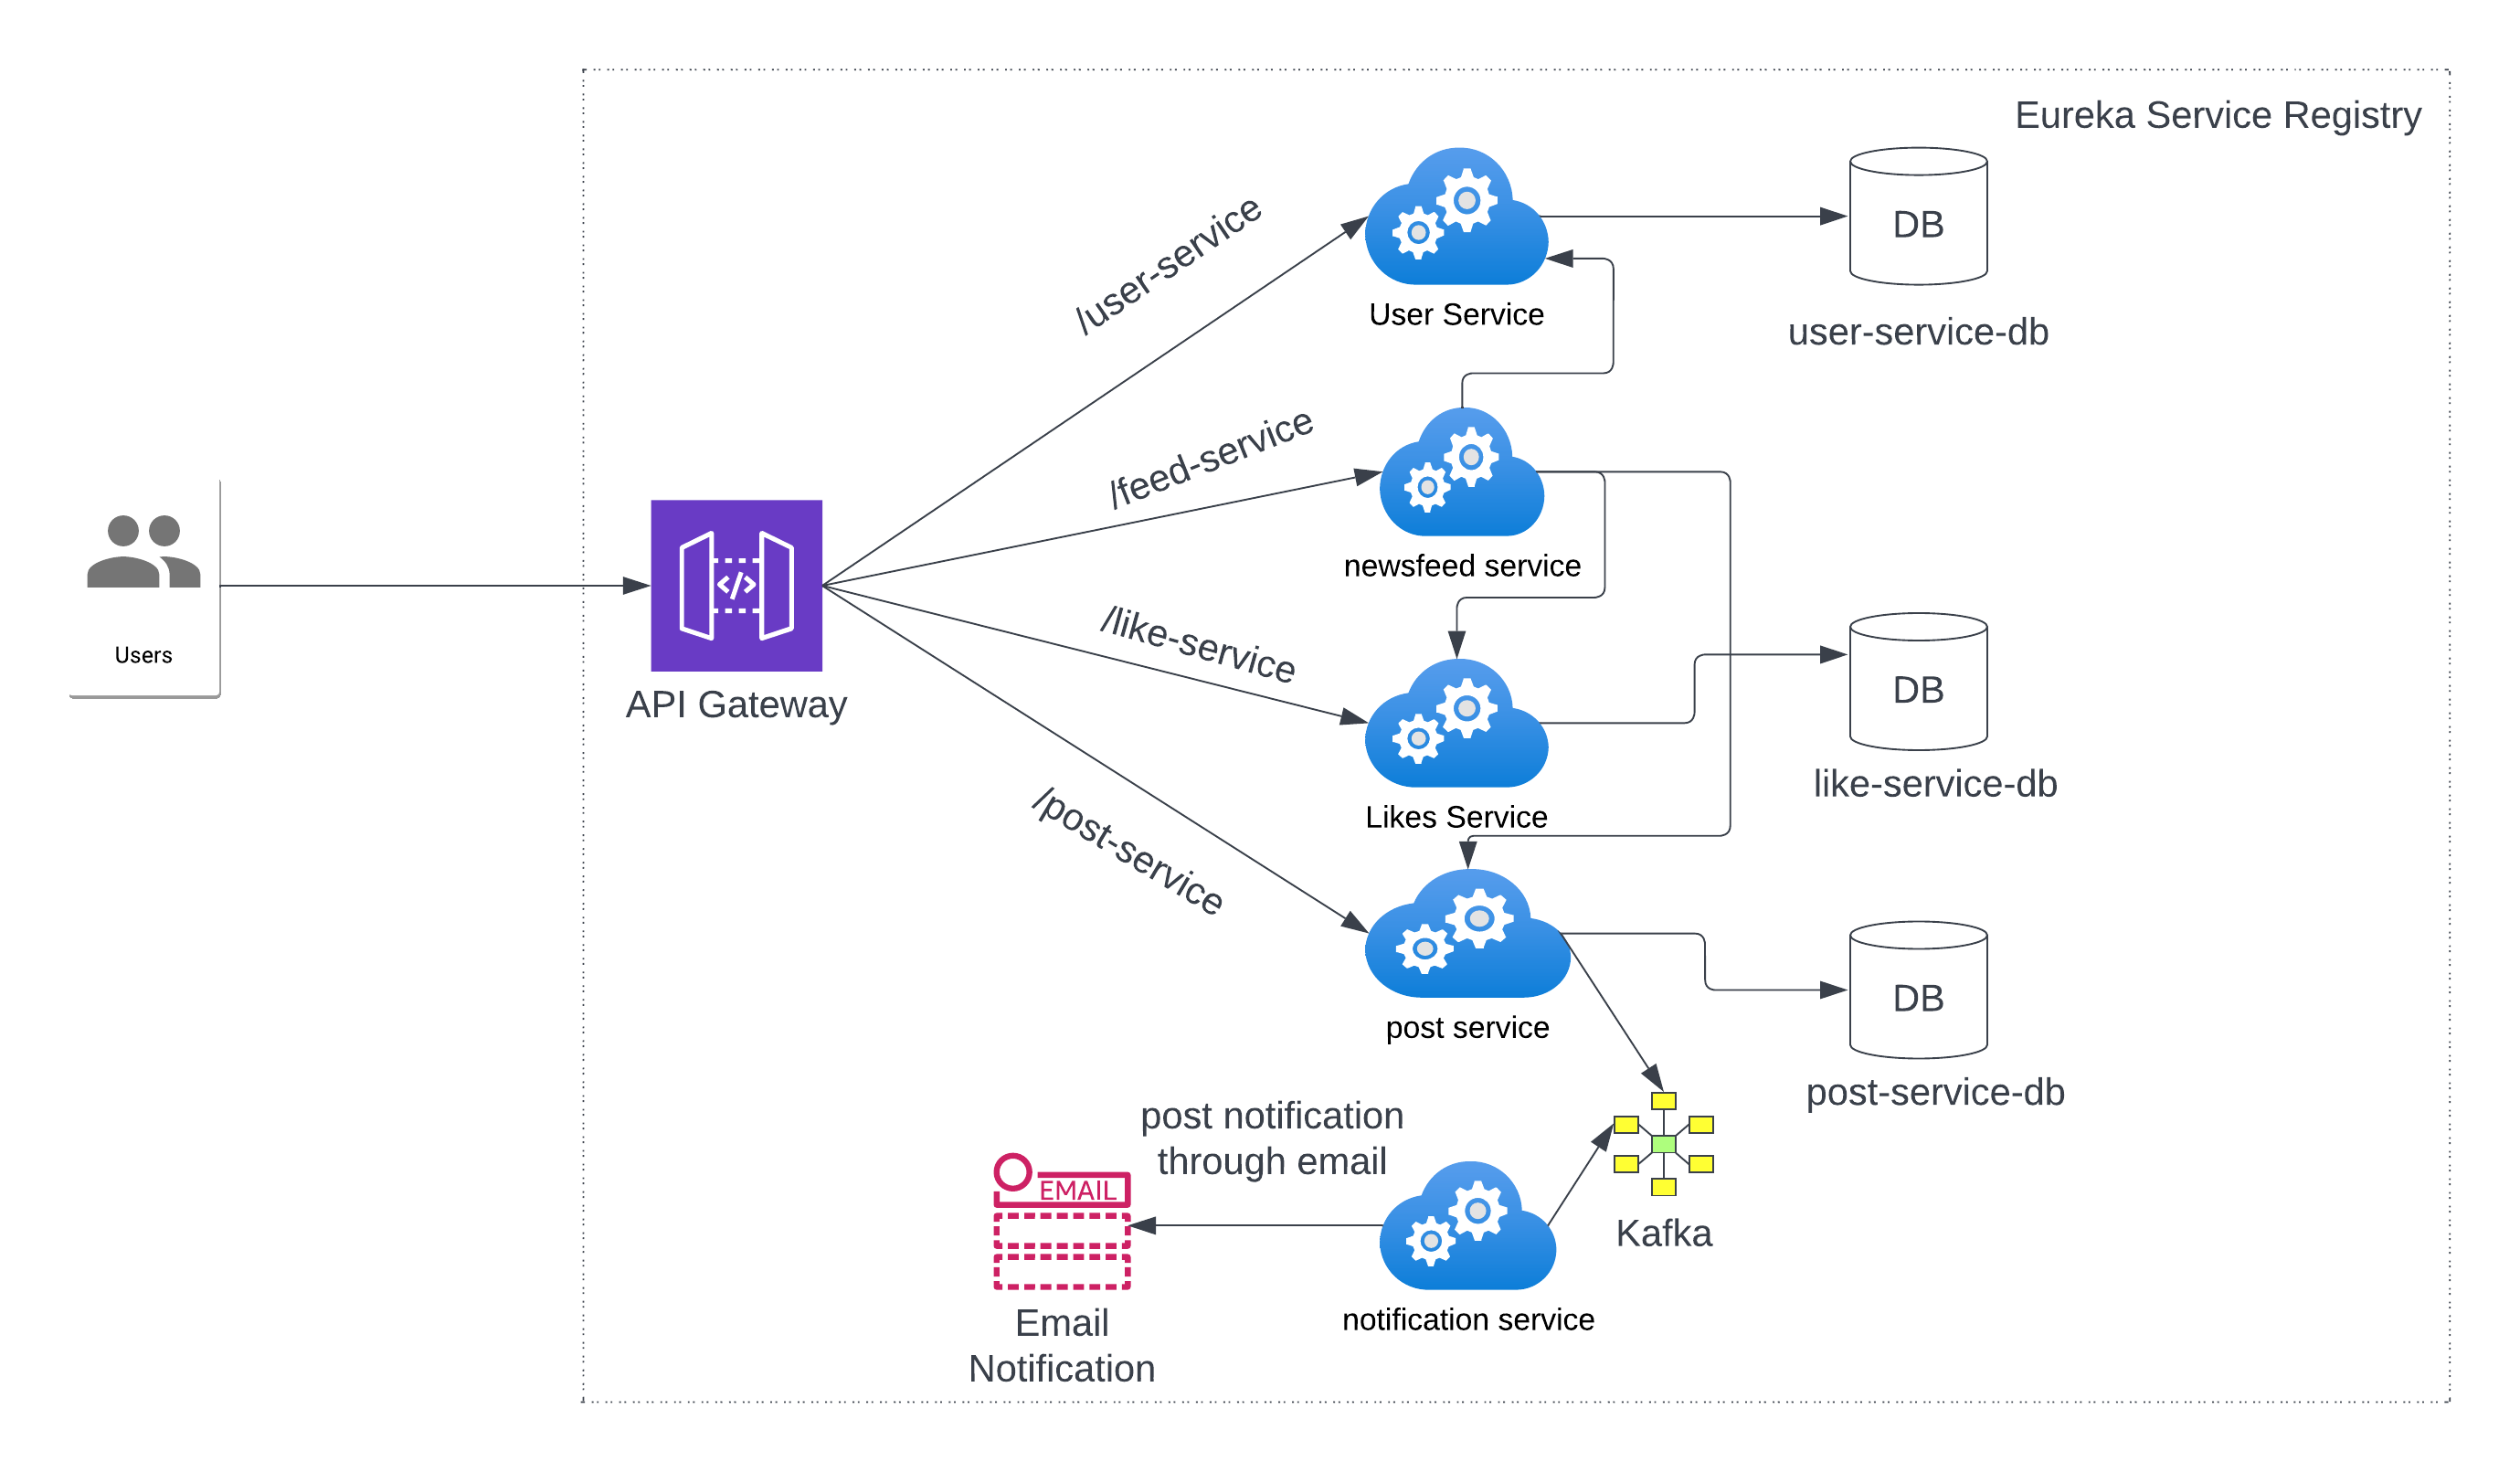 Eureka Service Registry
/user-service
DB
User Service
user-service-db
/feed-service
newsfeed service
Users
API Gateway
/like-service
DB
like-service-db
Likes Service
/post-service
DB
post service
post-service-db
post notification
through email
EMAIL
Kafka
notification service
Email
Notification